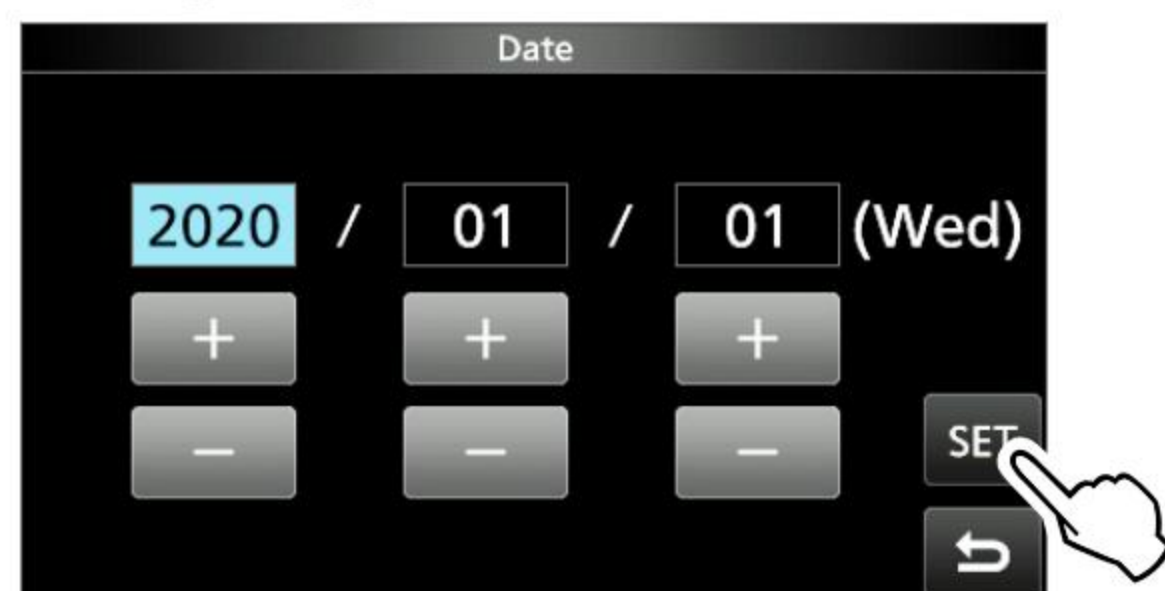 Date
2020 / 01 / 01 (Wed)
+ + +
− − −
SET